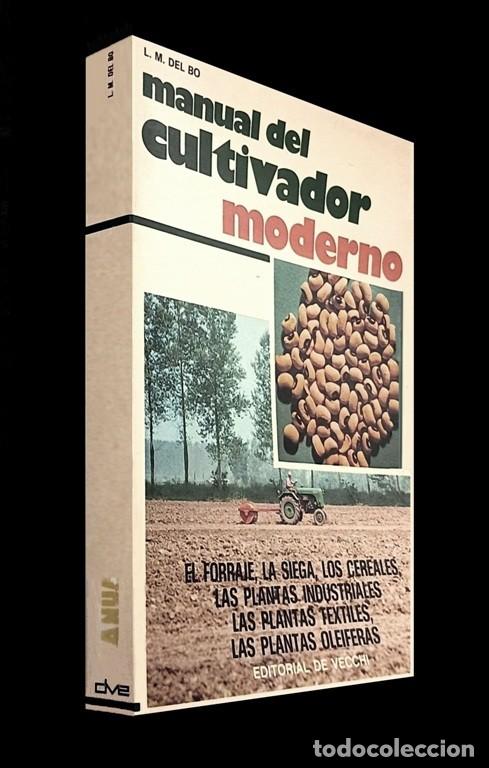 L. M. DEL BO
L. M. DEL BO
manual del
cultivador
moderno
EL FORRAJE, LA SIEGA, LOS CEREALES,
LAS PLANTAS INDUSTRIALES
LAS PLANTAS TEXTILES,
LAS PLANTAS OLEIFERAS
EDITORIAL DE VECCHI
dve
todocoleccion